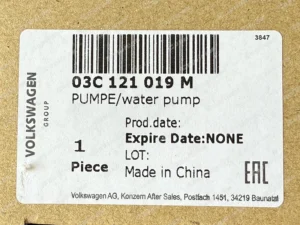 3847
03C 121 019 M
PUMPE/water pump
VOLKSWAGEN
GROUP
Prod.date:
Expire Date:NONE
1
Piece
LOT:
Made in China
EAC
Volkswagen AG, Konzern After Sales, Postfach 1451, 34219 Baunatal